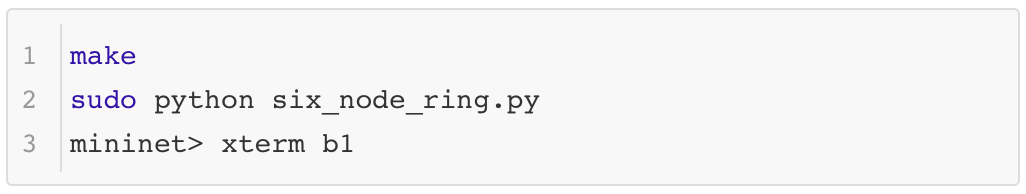 1 make
2 sudo python six_node_ring.py
3 mininet> xterm b1